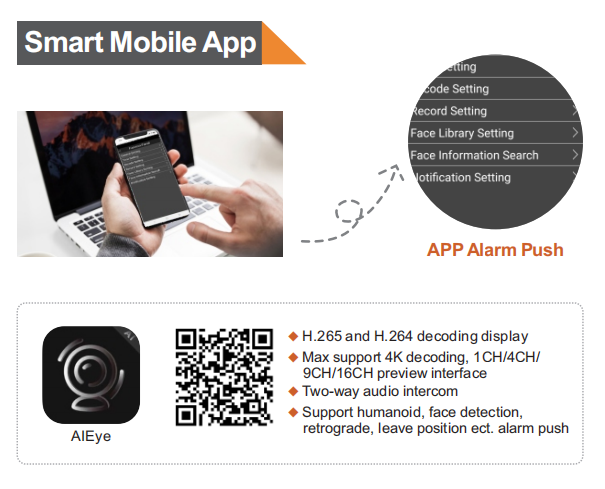 Smart Mobile App
etting
code Setting
Record Setting
Face Library Setting
Face Information Search
Notification Setting
APP Alarm Push
AI
AIEye
H.265 and H.264 decoding display
Max support 4K decoding, 1CH/4CH/
9CH/16CH preview interface
Two-way audio intercom
Support humanoid, face detection,
retrograde, leave position ect. alarm push